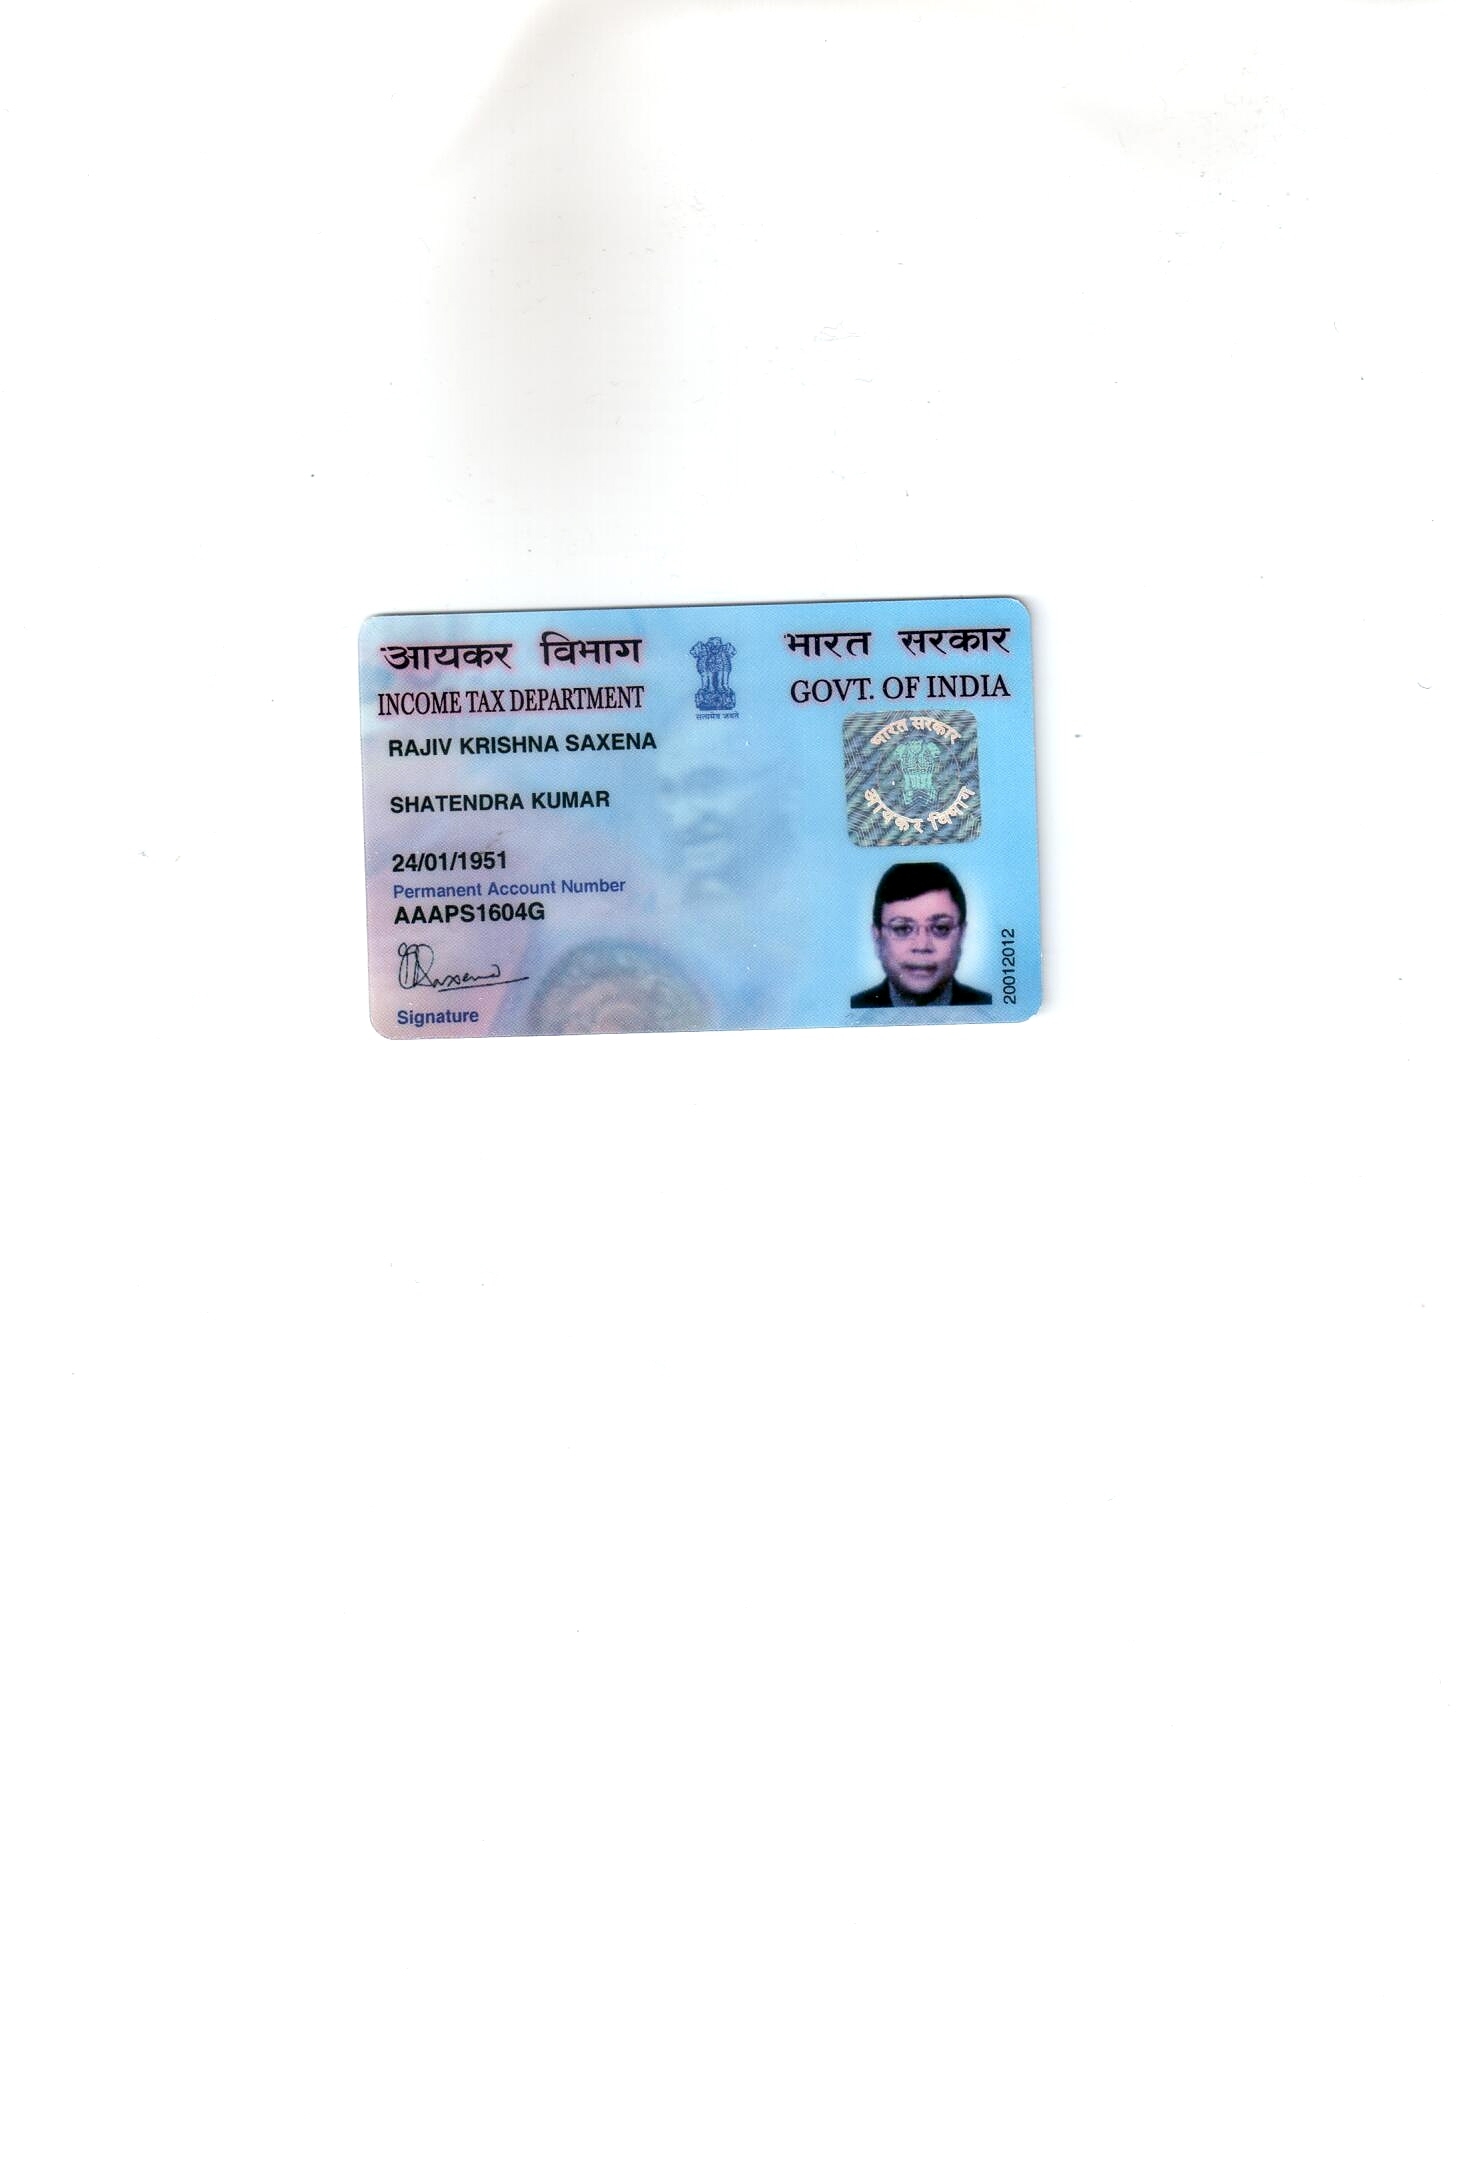 आयकर विभाग
INCOME TAX DEPARTMENT
सत्यमेव जयते
भारत सरकार
GOVT. OF INDIA
RAJIV KRISHNA SAXENA
SHATENDRA KUMAR
24/01/1951
Permanent Account Number
AAAPS1604G
Signature
भारत सरकार
आयकर विभाग
20012012